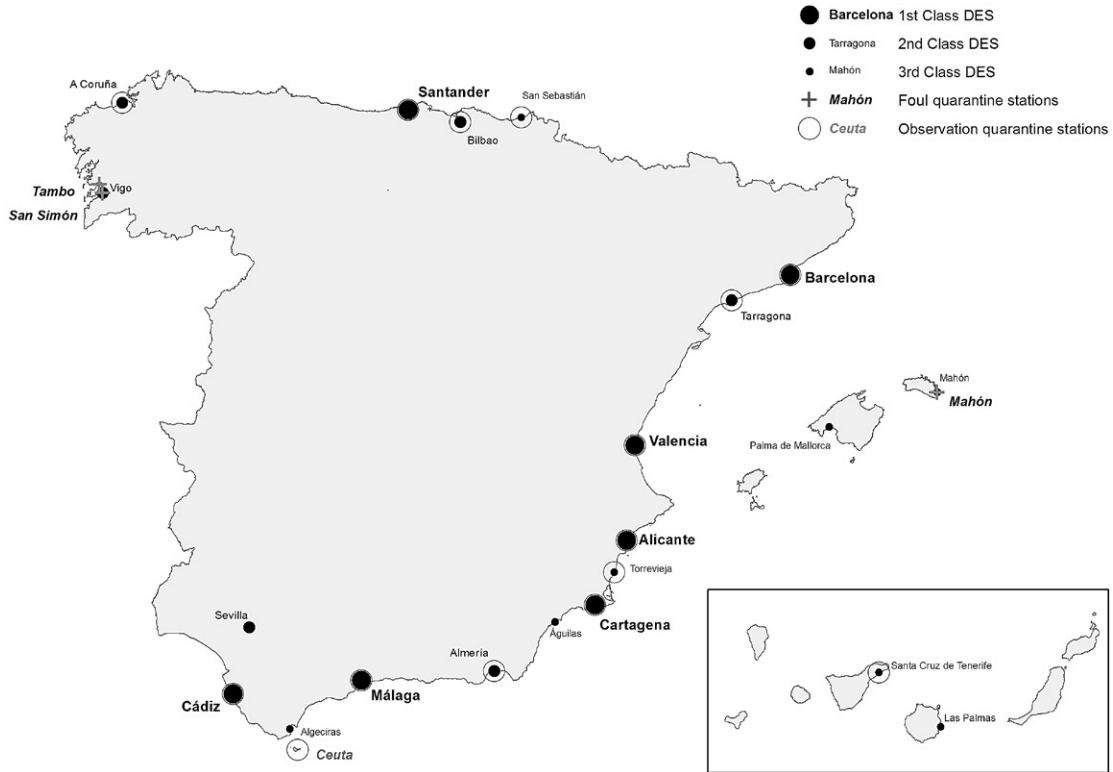 Barcelona 1st Class DES
Tarragona 2nd Class DES
Mahón 3rd Class DES
Mahón Foul quarantine stations
Ceuta Observation quarantine stations
A Coruña
Santander
San Sebastián
Bilbao
Tambo
Vigo
San Simón
Barcelona
Tarragona
Mahón
Mahón
Palma de Mallorca
Valencia
Alicante
Torrevieja
Cartagena
Águilas
Sevilla
Almería
Málaga
Cádiz
Algeciras
Ceuta
Santa Cruz de Tenerife
Las Palmas